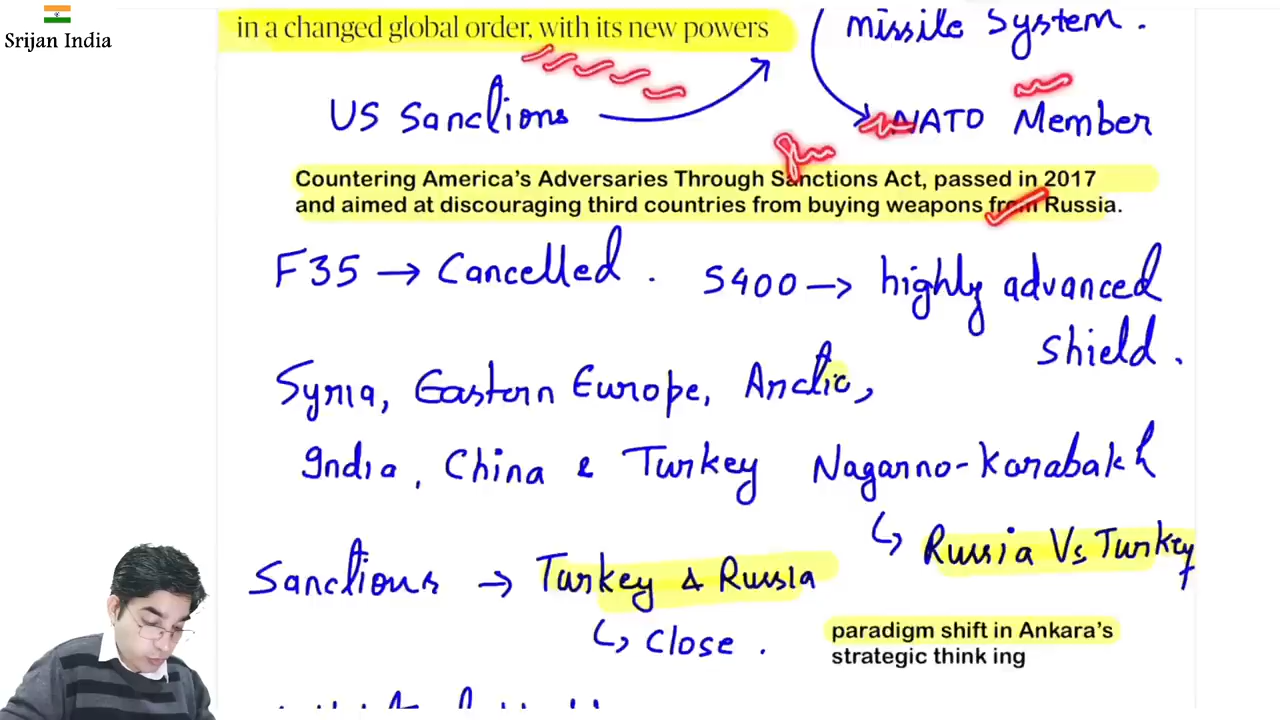 Srijan India
in a changed global order, with its new powers
missile System.
US Sanctions
NATO Member
Countering America's Adversaries Through Sanctions Act, passed in 2017
and aimed at discouraging third countries from buying weapons from Russia.
F35 → Cancelled.
S400 → highly advanced
shield.
Syria, Eastern Europe, Arctic,
India, China & Turkey
Nagarno-Karabakh
Russia Vs Turkey
Sanctions → Turkey & Russia
Close.
paradigm shift in Ankara's
strategic think ing